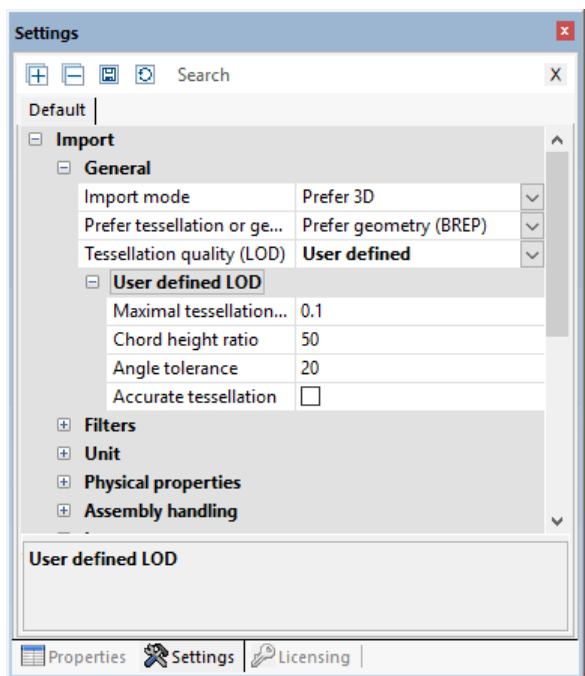 Settings
x
Search X
Default
Import
General
Import mode Prefer 3D
Prefer tessellation or ge... Prefer geometry (BREP)
Tessellation quality (LOD) User defined
User defined LOD
Maximal tessellation... 0.1
Chord height ratio 50
Angle tolerance 20
Accurate tessellation
Filters
Unit
Physical properties
Assembly handling
User defined LOD
Properties Settings Licensing